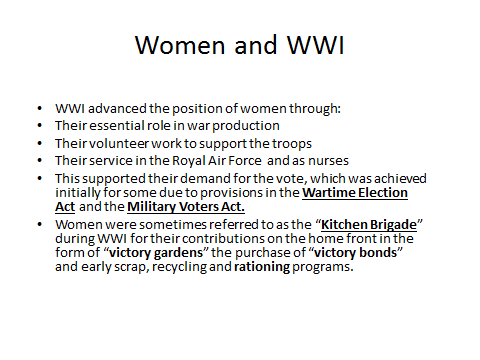 Women and WWI
• WWI advanced the position of women through:
• Their essential role in war production
• Their volunteer work to support the troops
• Their service in the Royal Air Force and as nurses
• This supported their demand for the vote, which was achieved
initially for some due to provisions in the Wartime Election
Act and the Military Voters Act.
• Women were sometimes referred to as the “Kitchen Brigade”
during WWI for their contributions on the home front in the
form of “victory gardens” the purchase of “victory bonds”
and early scrap, recycling and rationing programs.